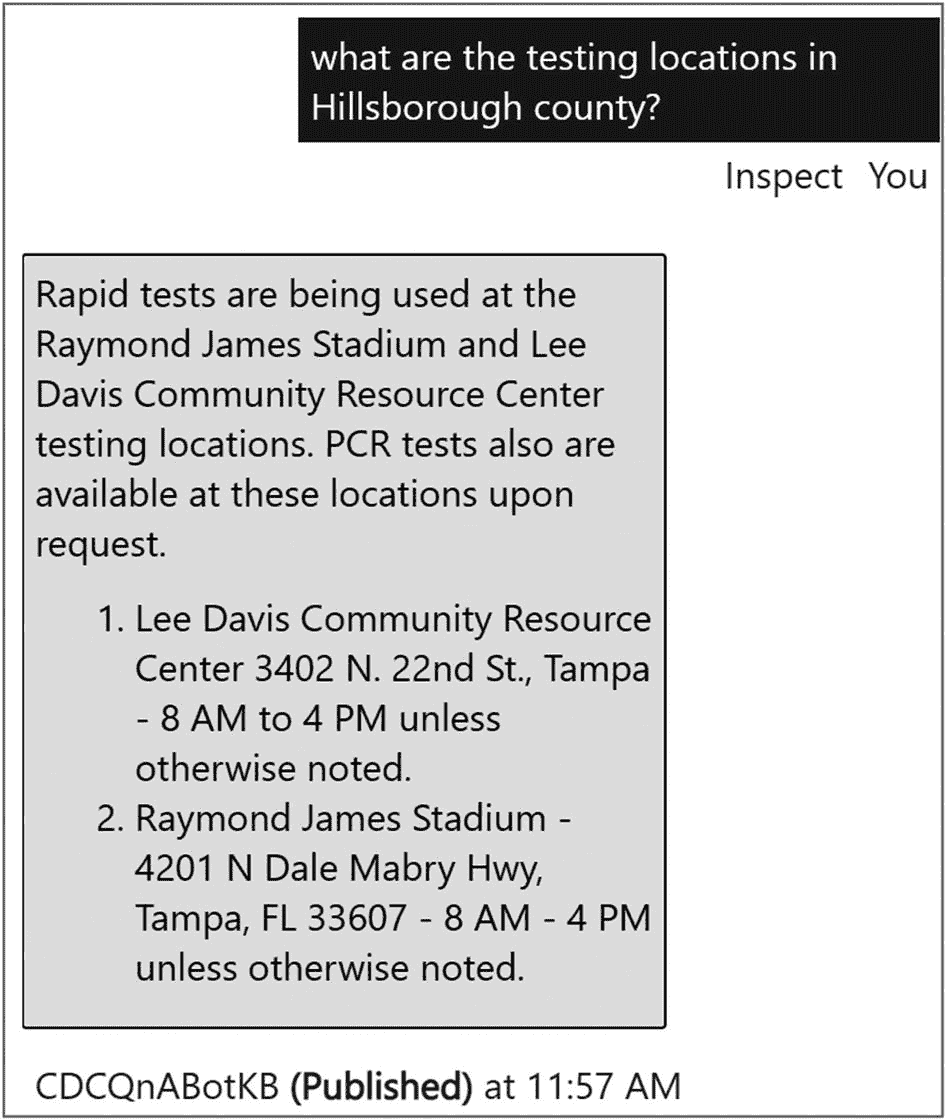 what are the testing locations in
Hillsborough county?
Inspect You
Rapid tests are being used at the
Raymond James Stadium and Lee
Davis Community Resource Center
testing locations. PCR tests also are
available at these locations upon
request.
1. Lee Davis Community Resource
Center 3402 N. 22nd St., Tampa
- 8 AM to 4 PM unless
otherwise noted.
2. Raymond James Stadium -
4201 N Dale Mabry Hwy,
Tampa, FL 33607 - 8 AM - 4 PM
unless otherwise noted.
CDCQnABotKB (Published) at 11:57 AM